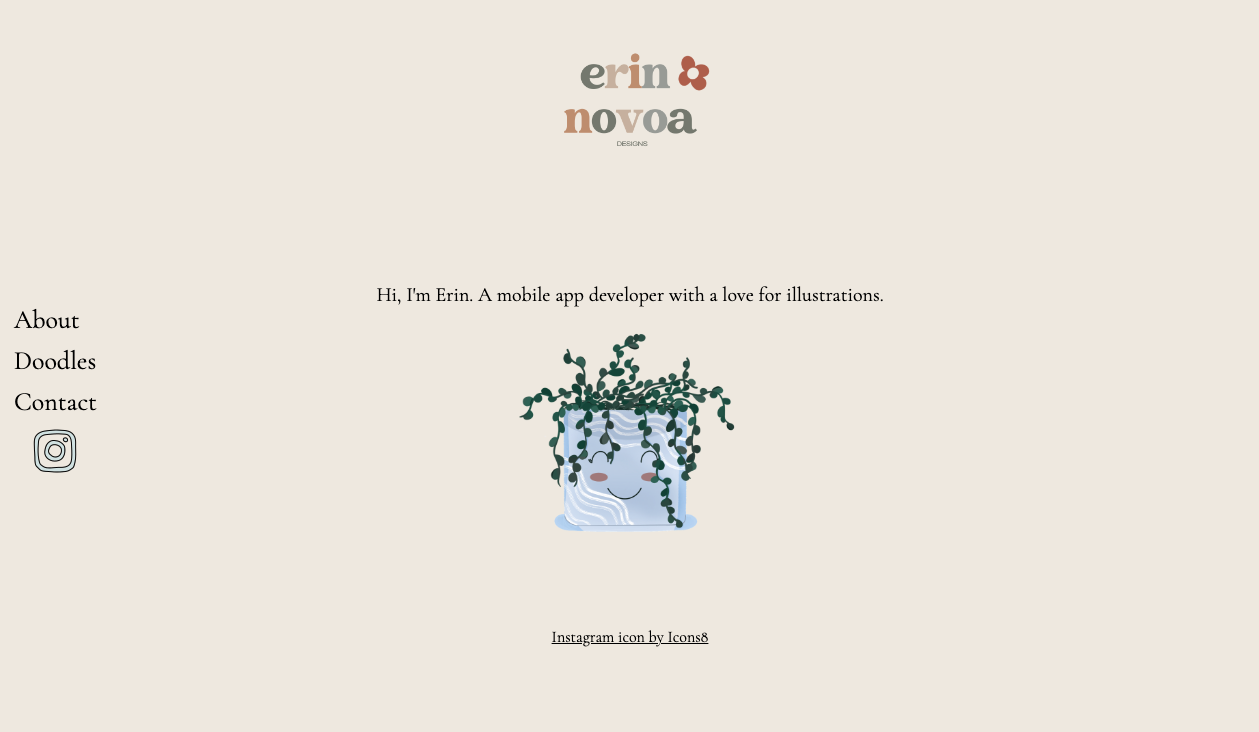 erin
novoa
DESIGNS
Hi, I'm Erin. A mobile app developer with a love for illustrations.
About
Doodles
Contact
Instagram icon by Icons8